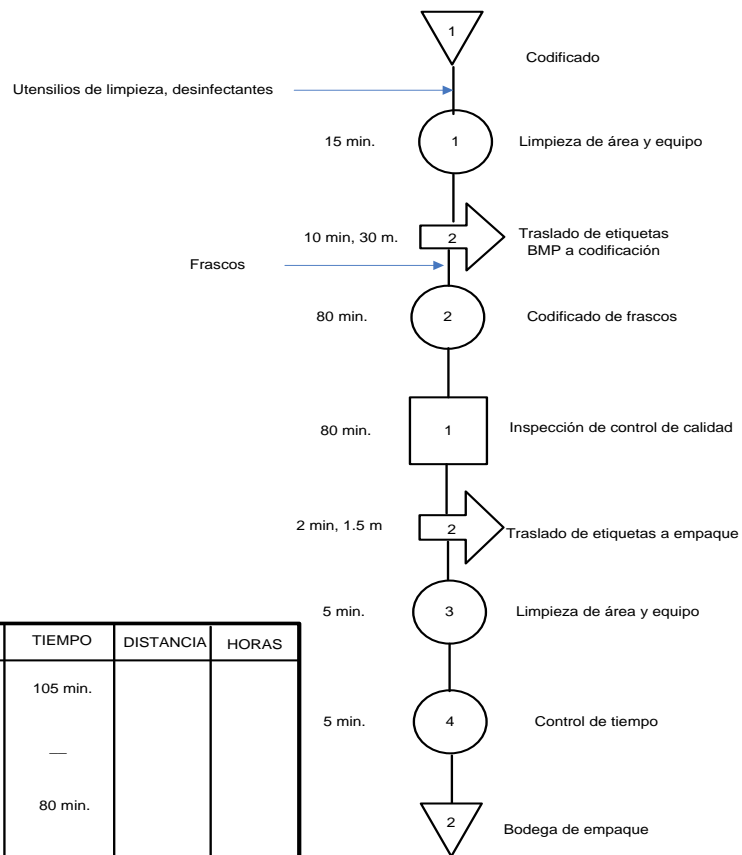 1
Codificado
Utensilios de limpieza, desinfectantes
15 min.
1
Limpieza de área y equipo
10 min, 30 m.
2
Traslado de etiquetas
BMP a codificación
Frascos
80 min.
2
Codificado de frascos
80 min.
1
Inspección de control de calidad
2 min, 1.5 m
2
Traslado de etiquetas a empaque
5 min.
3
Limpieza de área y equipo
5 min.
4
Control de tiempo
2
Bodega de empaque
TIEMPO DISTANCIA HORAS
105 min.
—
80 min.